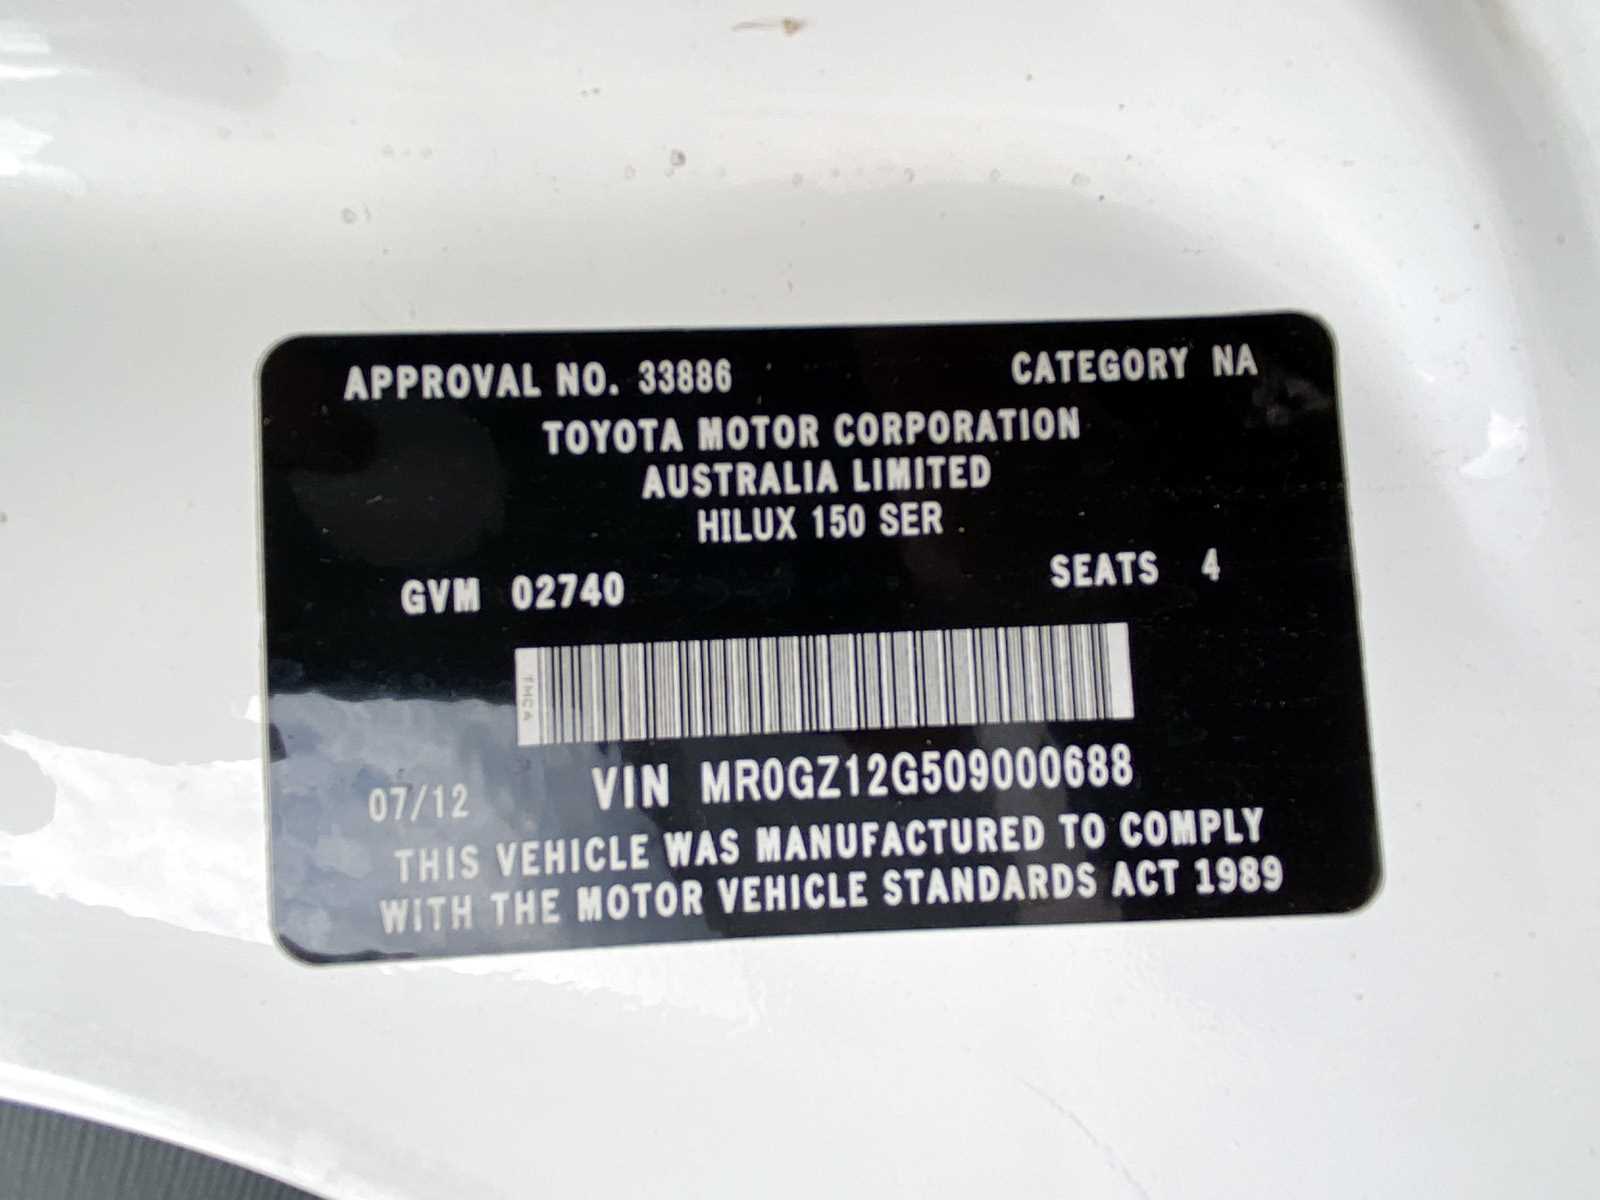 APPROVAL NO. 33886 CATEGORY NA
TOYOTA MOTOR CORPORATION
AUSTRALIA LIMITED
HILUX 150 SER
GVM 02740 SEATS 4
TMCA
07/12 VIN MR0GZ12G509000688
THIS VEHICLE WAS MANUFACTURED TO COMPLY
WITH THE MOTOR VEHICLE STANDARDS ACT 1989